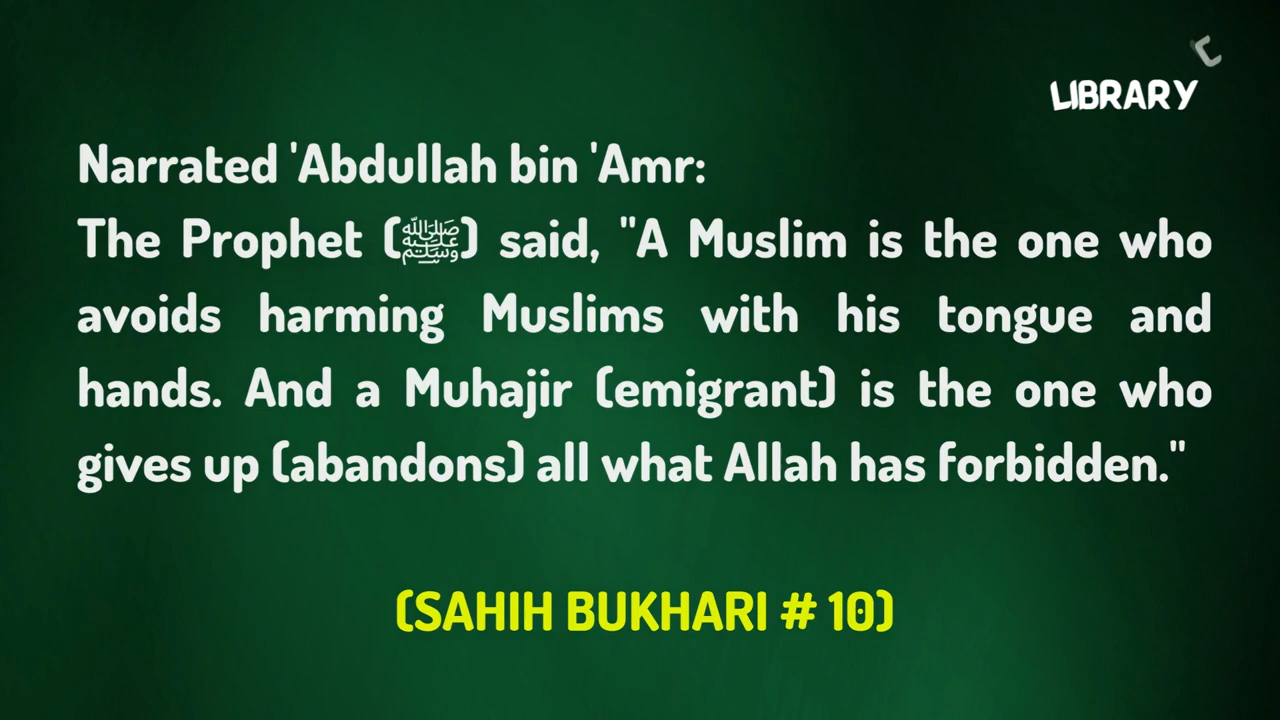 LIBRARY
Narrated 'Abdullah bin 'Amr:
The Prophet (ﷺ) said, "A Muslim is the one who
avoids harming Muslims with his tongue and
hands. And a Muhajir (emigrant) is the one who
gives up (abandons) all what Allah has forbidden."
(SAHIH BUKHARI # 10)